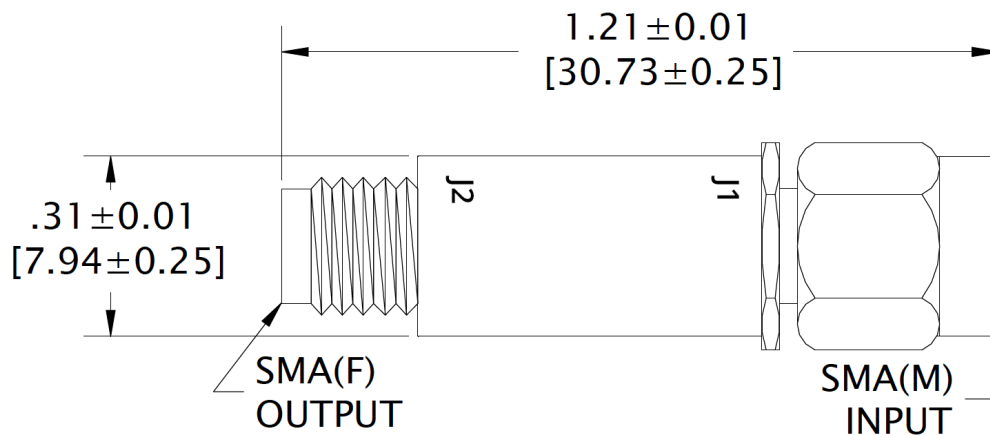 1.21±0.01
[30.73±0.25]
.31±0.01
[7.94±0.25]
J2
J1
SMA(F)
OUTPUT
SMA(M)
INPUT